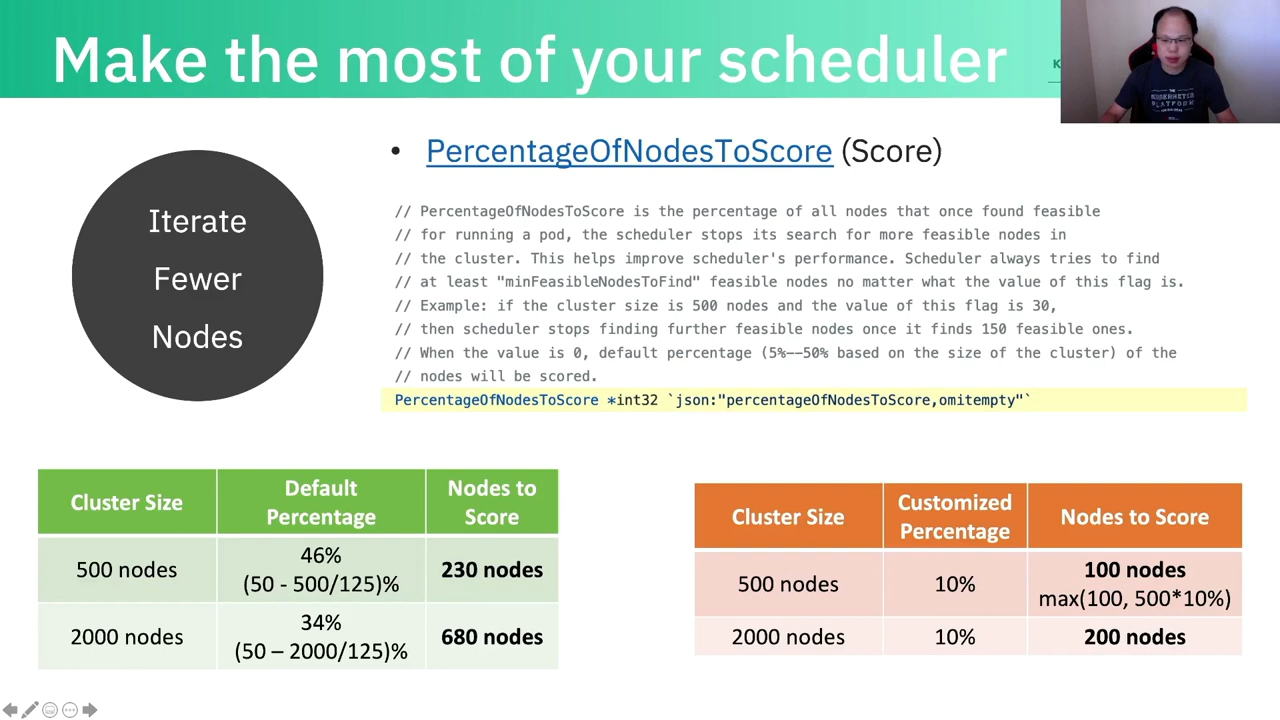 Make the most of your scheduler
K
THE
KUBERNETES
PLATFORM
Iterate
Fewer
Nodes
• PercentageOfNodesToScore (Score)
// PercentageOfNodesToScore is the percentage of all nodes that once found feasible
// for running a pod, the scheduler stops its search for more feasible nodes in
// the cluster. This helps improve scheduler's performance. Scheduler always tries to find
// at least "minFeasibleNodesToFind" feasible nodes no matter what the value of this flag is.
// Example: if the cluster size is 500 nodes and the value of this flag is 30,
// then scheduler stops finding further feasible nodes once it finds 150 feasible ones.
// When the value is 0, default percentage (5%--50% based on the size of the cluster) of the
// nodes will be scored.
PercentageOfNodesToScore *int32 `json:"percentageOfNodesToScore,omitempty"`
Cluster Size
Default
Percentage
Nodes to
Score
500 nodes
46%
(50 - 500/125)%
230 nodes
2000 nodes
34%
(50 – 2000/125)%
680 nodes
Cluster Size
Customized
Percentage
Nodes to Score
500 nodes
10%
100 nodes
max(100, 500*10%)
2000 nodes
10%
200 nodes